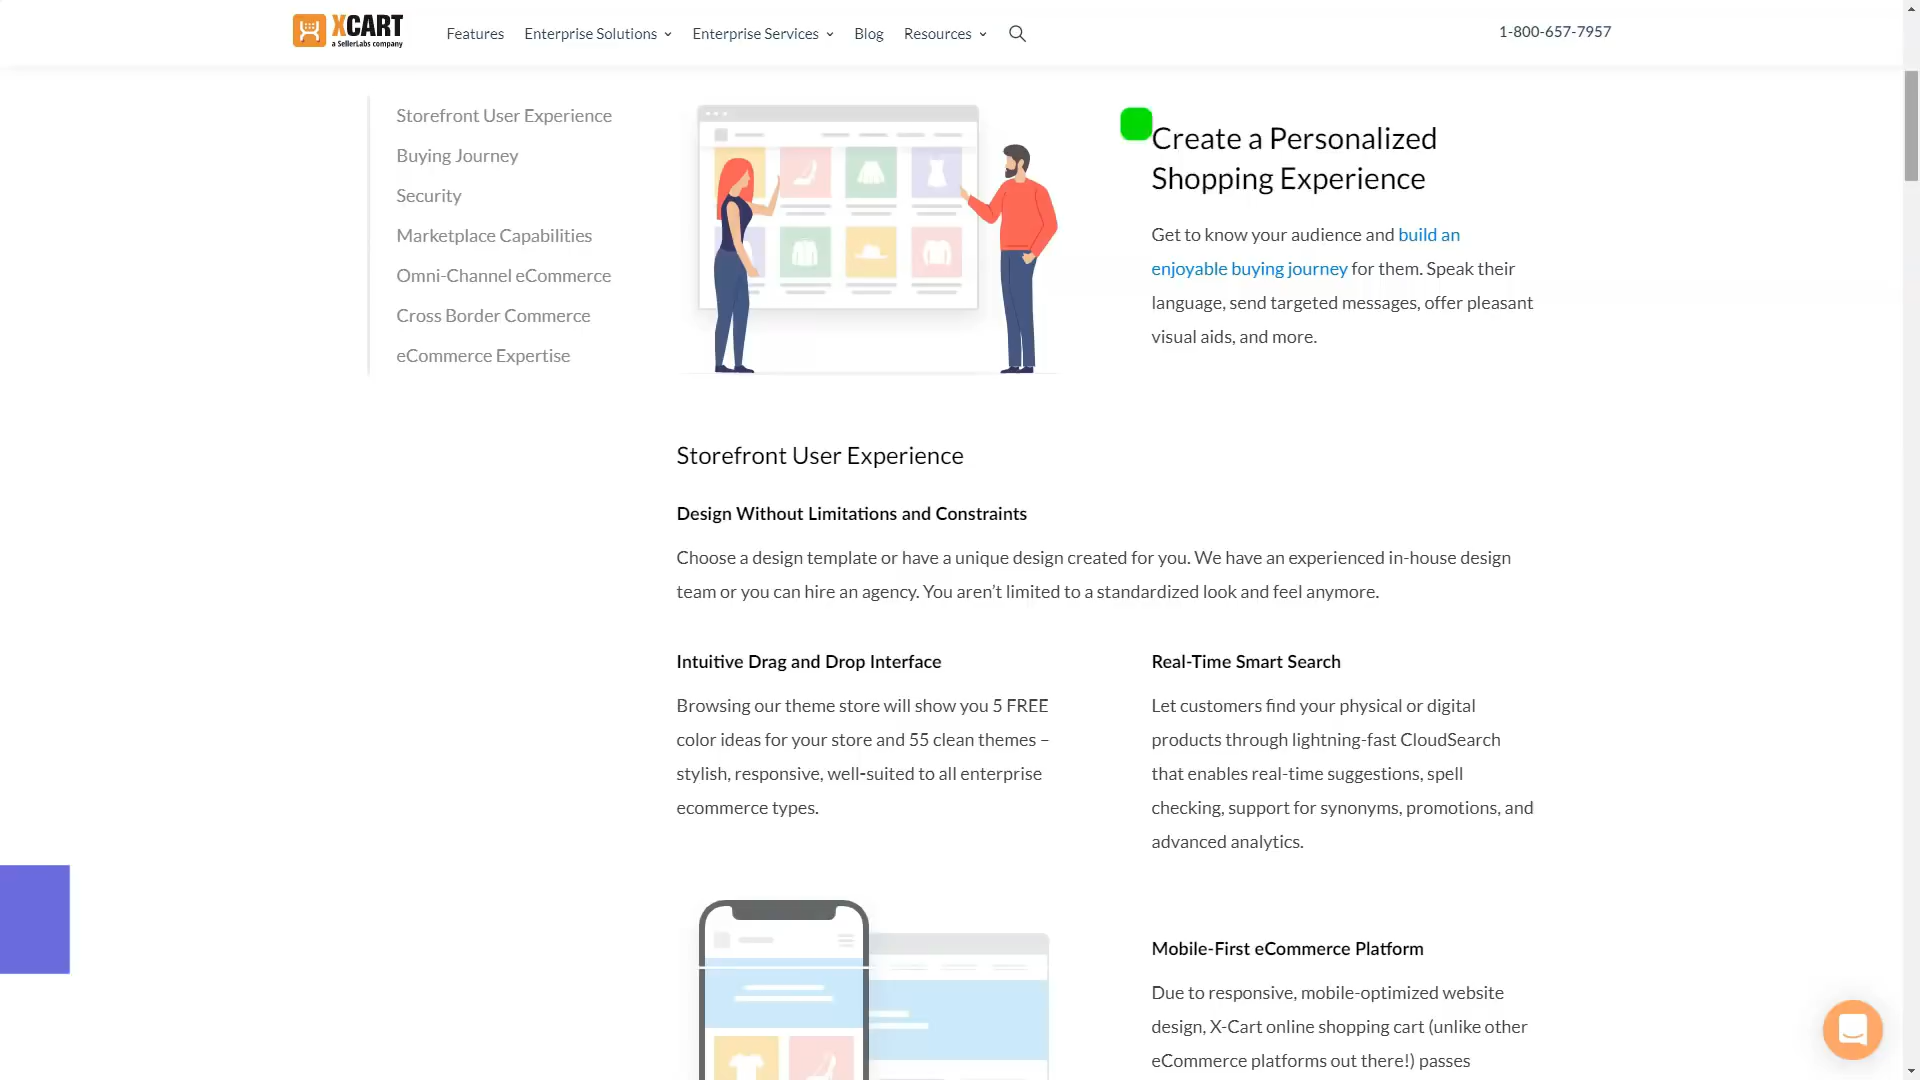 XCART
a SellerLabs company
Features
Enterprise Solutions
Enterprise Services
Blog
Resources
1-800-657-7957
Storefront User Experience
Buying Journey
Security
Marketplace Capabilities
Omni-Channel eCommerce
Cross Border Commerce
eCommerce Expertise
Create a Personalized
Shopping Experience
Get to know your audience and build an
enjoyable buying journey for them. Speak their
language, send targeted messages, offer pleasant
visual aids, and more.
Storefront User Experience
Design Without Limitations and Constraints
Choose a design template or have a unique design created for you. We have an experienced in-house design
team or you can hire an agency. You aren’t limited to a standardized look and feel anymore.
Intuitive Drag and Drop Interface
Browsing our theme store will show you 5 FREE
color ideas for your store and 55 clean themes –
stylish, responsive, well-suited to all enterprise
ecommerce types.
Real-Time Smart Search
Let customers find your physical or digital
products through lightning-fast CloudSearch
that enables real-time suggestions, spell
checking, support for synonyms, promotions, and
advanced analytics.
Mobile-First eCommerce Platform
Due to responsive, mobile-optimized website
design, X-Cart online shopping cart (unlike other
eCommerce platforms out there!) passes